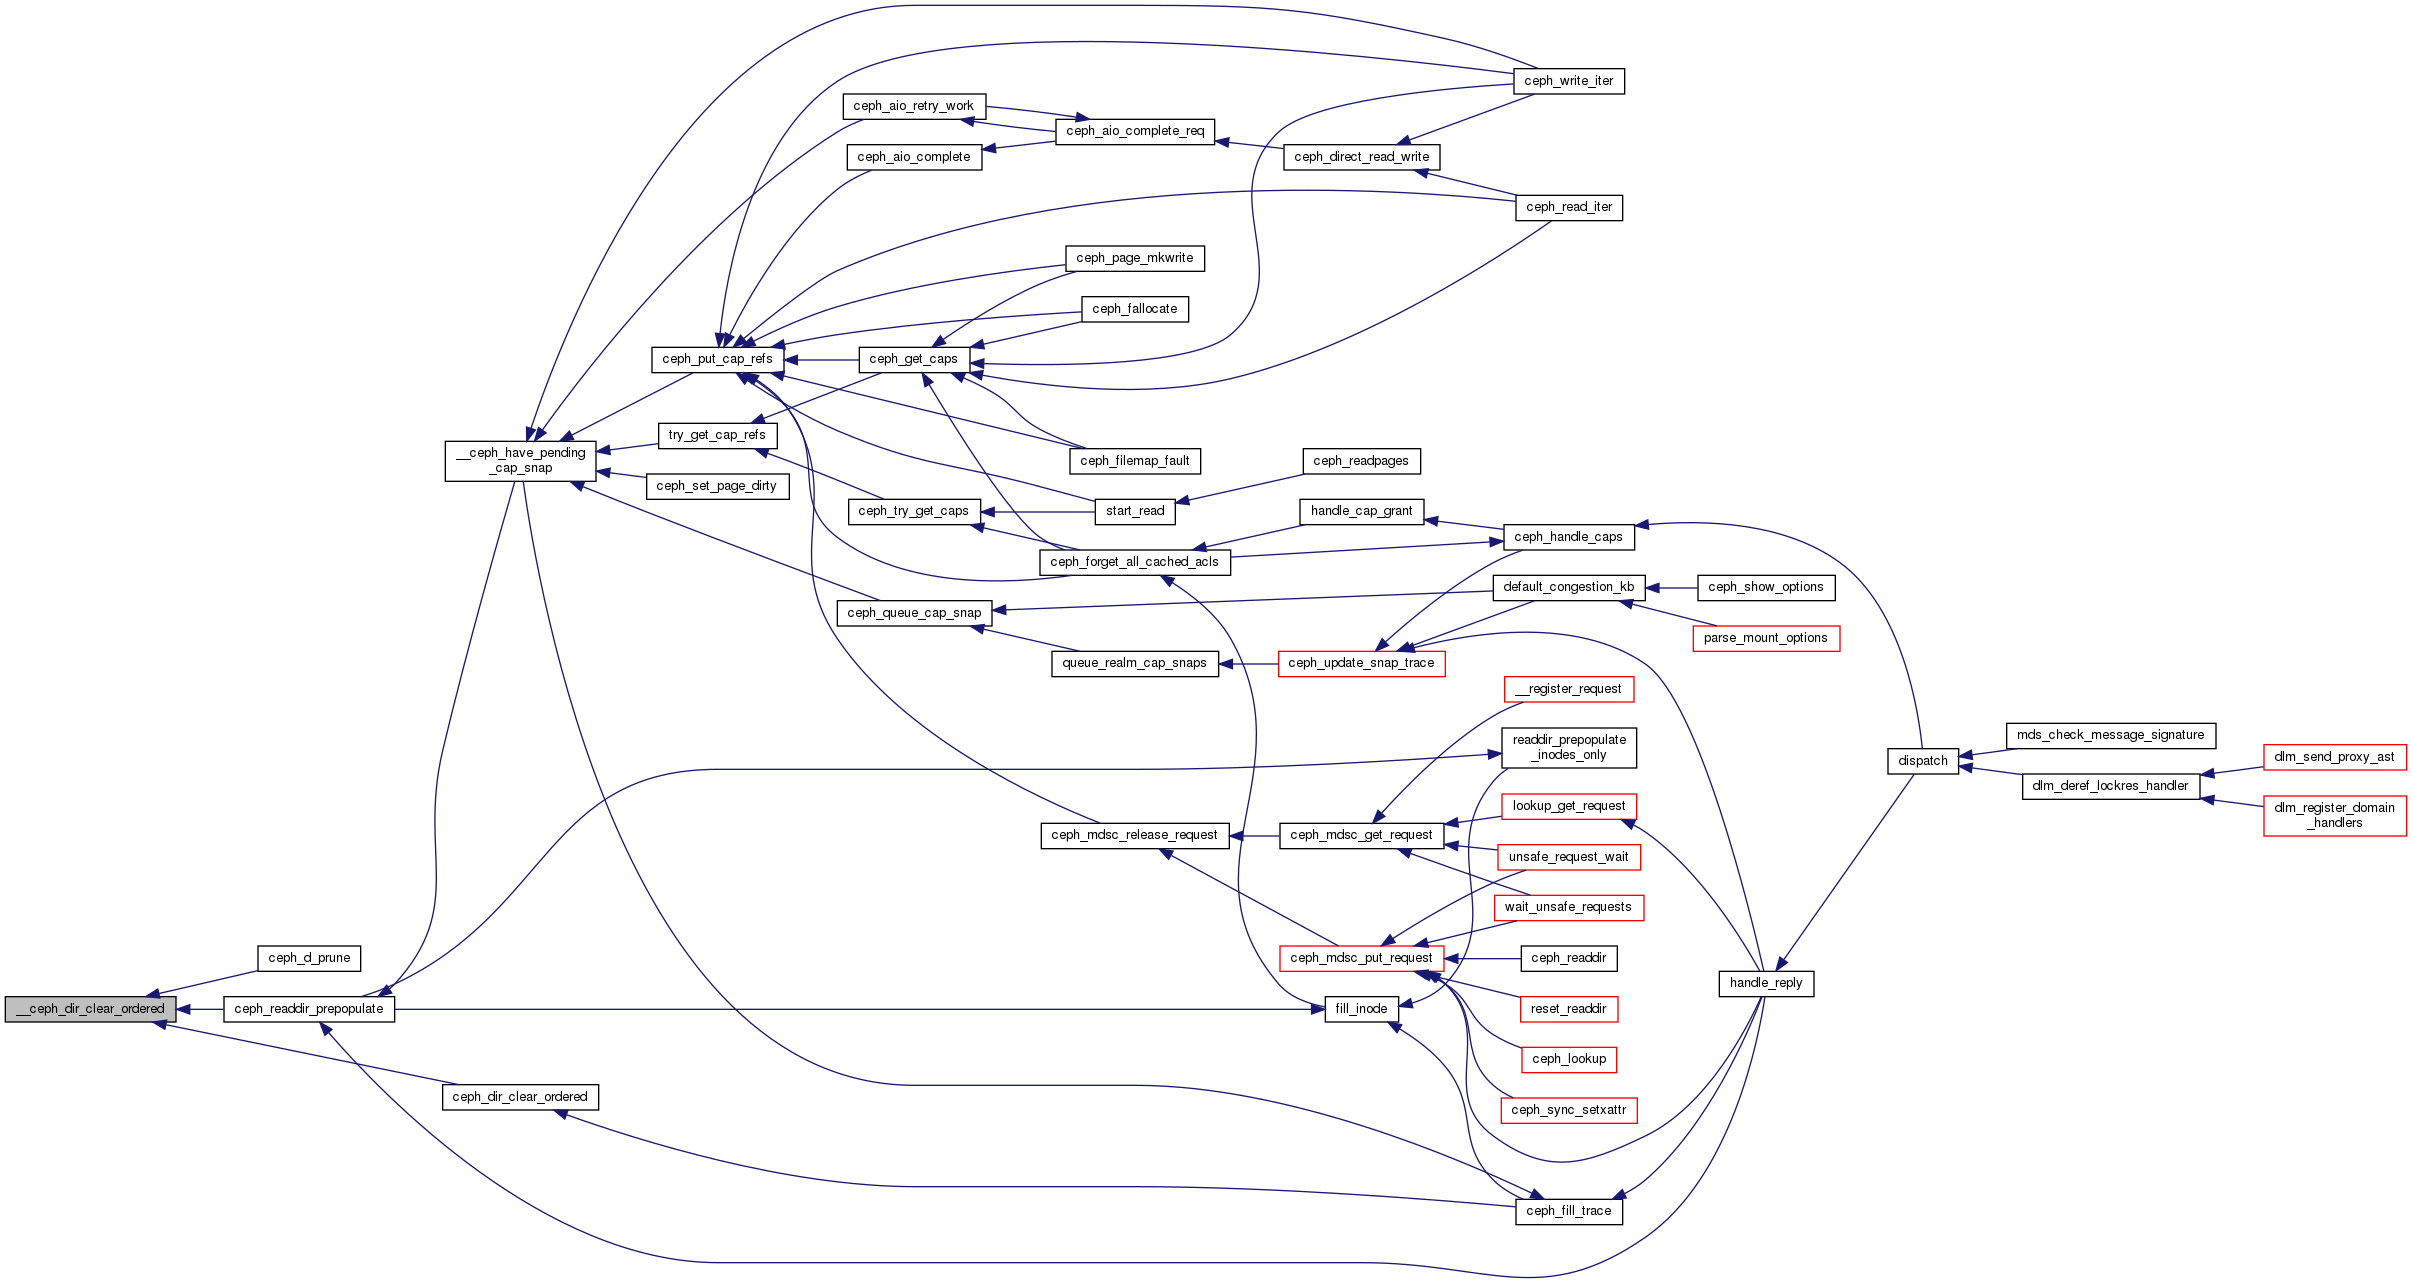 ceph_write_iter
ceph_aio_retry_work
ceph_aio_complete_req
ceph_aio_complete
ceph_direct_read_write
ceph_read_iter
ceph_page_mkwrite
ceph_fallocate
ceph_put_cap_refs
ceph_get_caps
try_get_cap_refs
__ceph_have_pending
_cap_snap
ceph_filemap_fault
ceph_readpages
ceph_set_page_dirty
ceph_try_get_caps
start_read
handle_cap_grant
ceph_handle_caps
ceph_forget_all_cached_acls
default_congestion_kb
ceph_show_options
ceph_queue_cap_snap
parse_mount_options
queue_realm_cap_snaps
ceph_update_snap_trace
__register_request
readdir_prepopulate
_inodes_only
mds_check_message_signature
dispatch
dlm_send_proxy_ast
dlm_deref_lockres_handler
dlm_register_domain
_handlers
lookup_get_request
ceph_mdsc_release_request
ceph_mdsc_get_request
unsafe_request_wait
wait_unsafe_requests
ceph_d_prune
ceph_mdsc_put_request
ceph_readdir
handle_reply
__ceph_dir_clear_ordered
ceph_readdir_prepopulate
fill_inode
reset_readdir
ceph_lookup
ceph_dir_clear_ordered
ceph_sync_setxattr
ceph_fill_trace